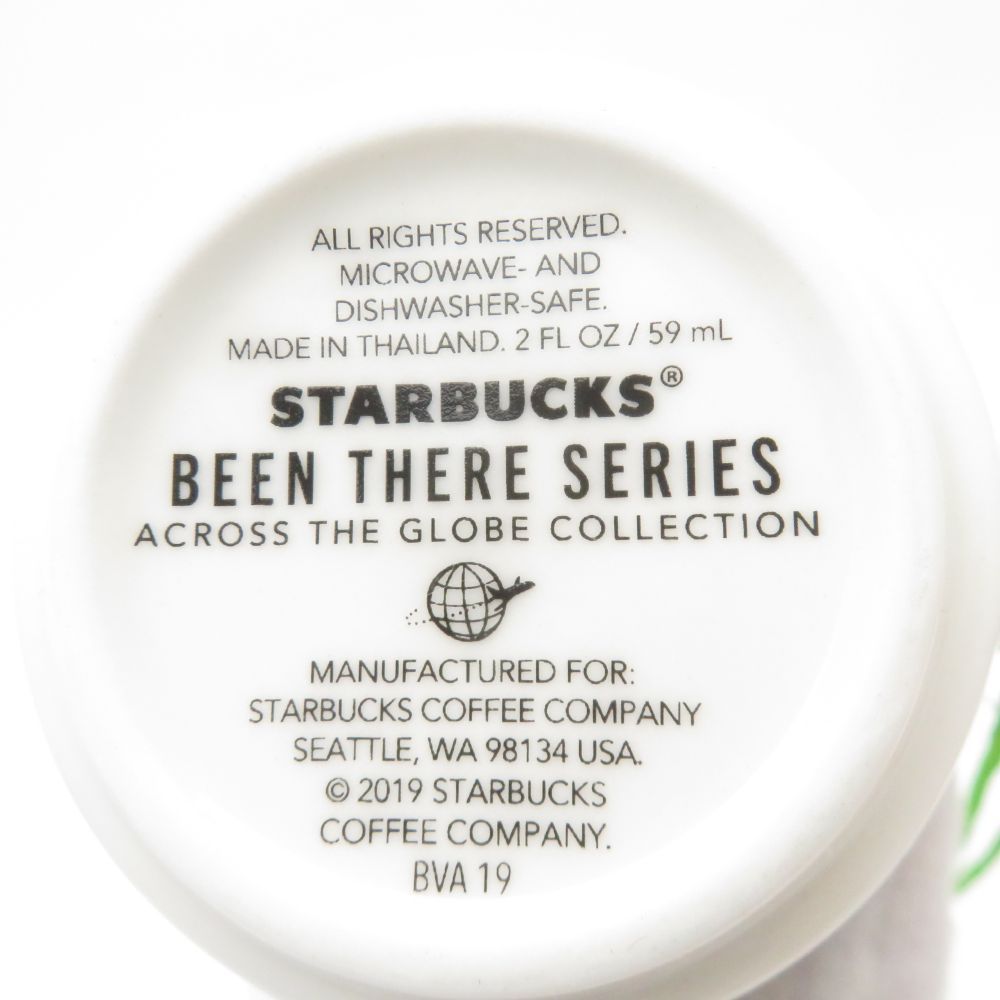 ALL RIGHTS RESERVED.
MICROWAVE- AND
DISHWASHER-SAFE.
MADE IN THAILAND. 2 FL OZ / 59 mL
STARBUCKS®
BEEN THERE SERIES
ACROSS THE GLOBE COLLECTION
MANUFACTURED FOR:
STARBUCKS COFFEE COMPANY
SEATTLE, WA 98134 USA.
© 2019 STARBUCKS
COFFEE COMPANY.
BVA 19